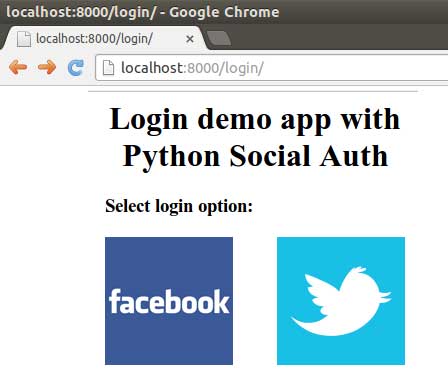 localhost:8000/login/ - Google Chrome
localhost:8000/login/
localhost:8000/login/
Login demo app with
Python Social Auth
Select login option:
facebook